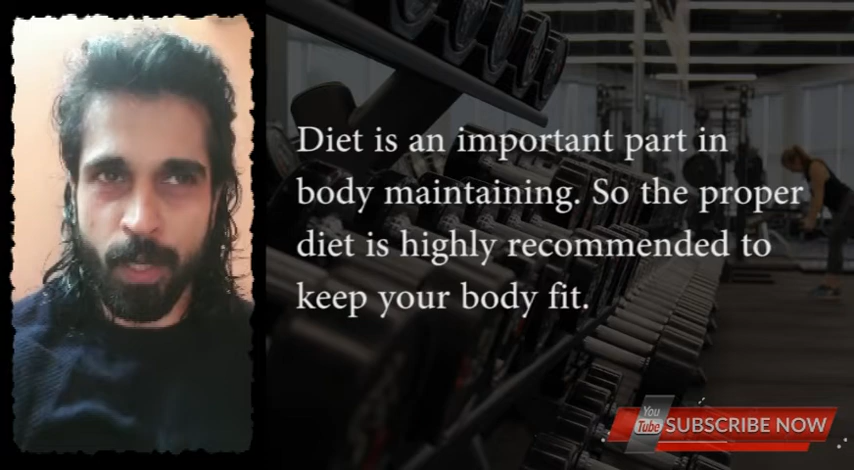 Diet is an important part in
body maintaining. So the proper
diet is highly recommended to
keep your body fit.
You
Tube
SUBSCRIBE NOW